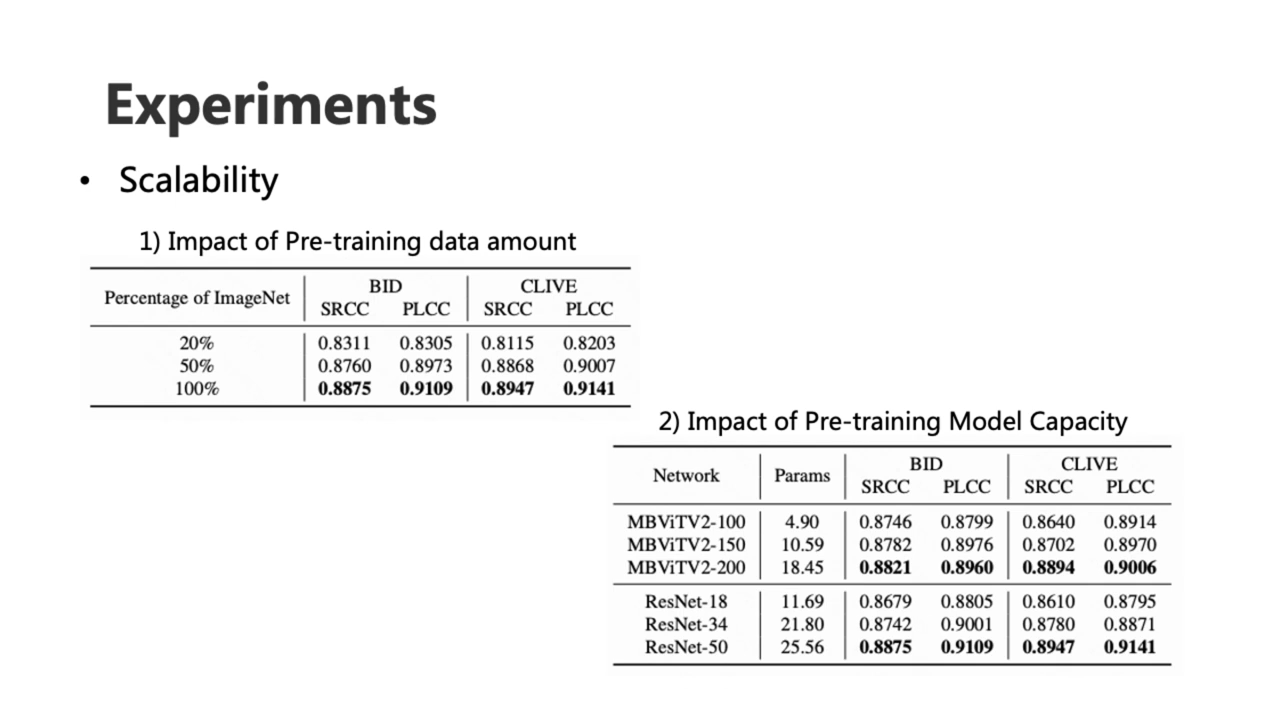 Experiments
• Scalability
1) Impact of Pre-training data amount
Percentage of ImageNet BID CLIVE
SRCC PLCC SRCC PLCC
20% 0.8311 0.8305 0.8115 0.8203
50% 0.8760 0.8973 0.8868 0.9007
100% 0.8875 0.9109 0.8947 0.9141
2) Impact of Pre-training Model Capacity
Network Params BID CLIVE
SRCC PLCC SRCC PLCC
MBViTV2-100 4.90 0.8746 0.8799 0.8640 0.8914
MBViTV2-150 10.59 0.8782 0.8976 0.8702 0.8970
MBViTV2-200 18.45 0.8821 0.8960 0.8894 0.9006
ResNet-18 11.69 0.8679 0.8805 0.8610 0.8795
ResNet-34 21.80 0.8742 0.9001 0.8780 0.8871
ResNet-50 25.56 0.8875 0.9109 0.8947 0.9141